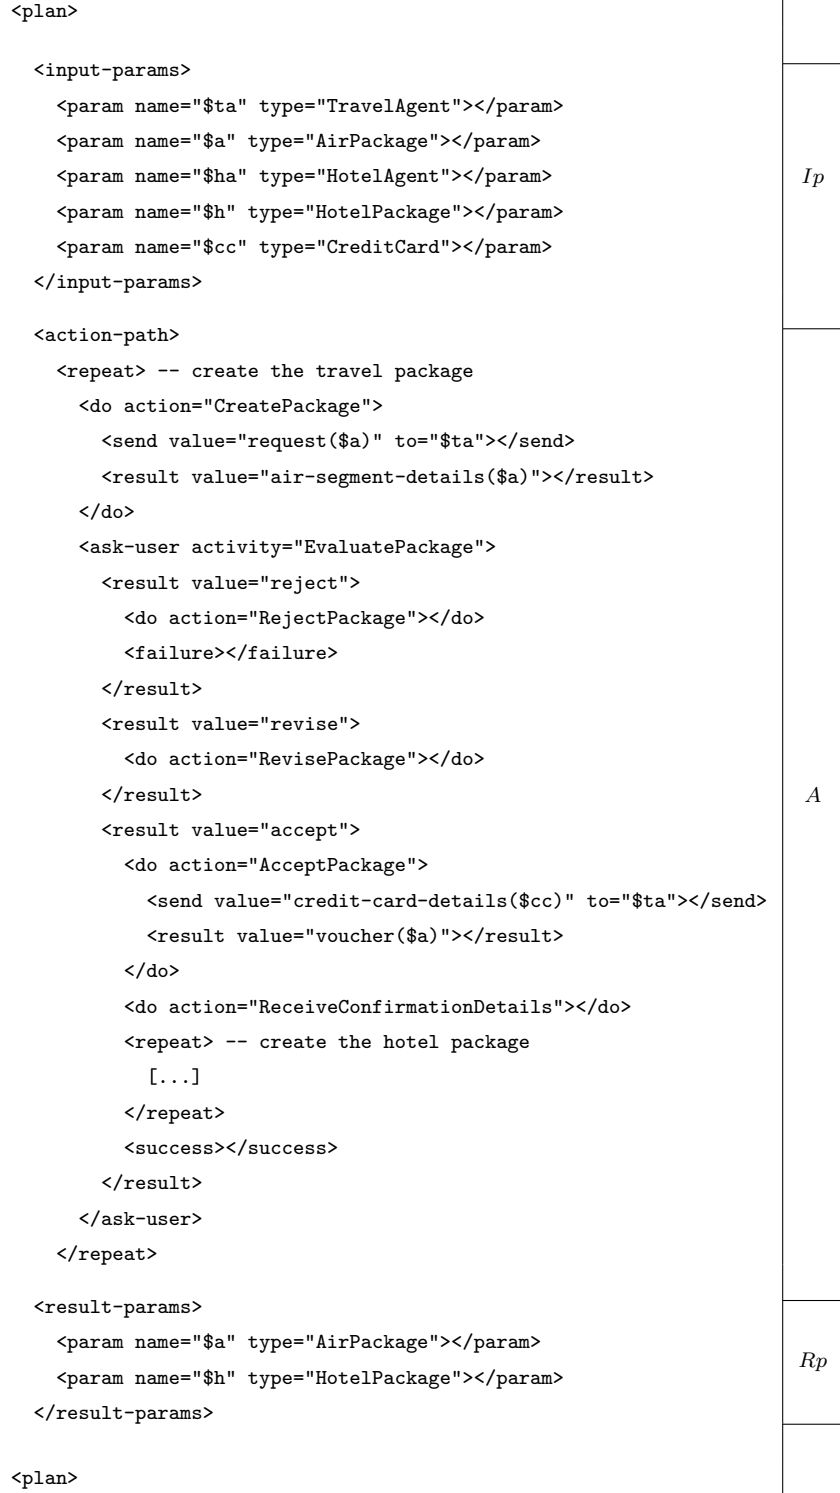 <plan>
<input-params>
<param name="$ta" type="TravelAgent"></param>
<param name="$a" type="AirPackage"></param>
<param name="$ha" type="HotelAgent"></param>
Ip
<param name="$h" type="HotelPackage"></param>
<param name="$cc" type="CreditCard"></param>
</input-params>
<action-path>
<repeat> -- create the travel package
<do action="CreatePackage">
<send value="request($a)" to="$ta"></send>
<result value="air-segment-details($a)"></result>
</do>
<ask-user activity="EvaluatePackage">
<result value="reject">
<do action="RejectPackage"></do>
<failure></failure>
</result>
<result value="revise">
<do action="RevisePackage"></do>
</result>
A
<result value="accept">
<do action="AcceptPackage">
<send value="credit-card-details($cc)" to="$ta"></send>
<result value="voucher($a)"></result>
</do>
<do action="ReceiveConfirmationDetails"></do>
<repeat> -- create the hotel package
[...]
</repeat>
<success></success>
</result>
</ask-user>
</repeat>
<result-params>
<param name="$a" type="AirPackage"></param>
Rp
<param name="$h" type="HotelPackage"></param>
</result-params>
<plan>